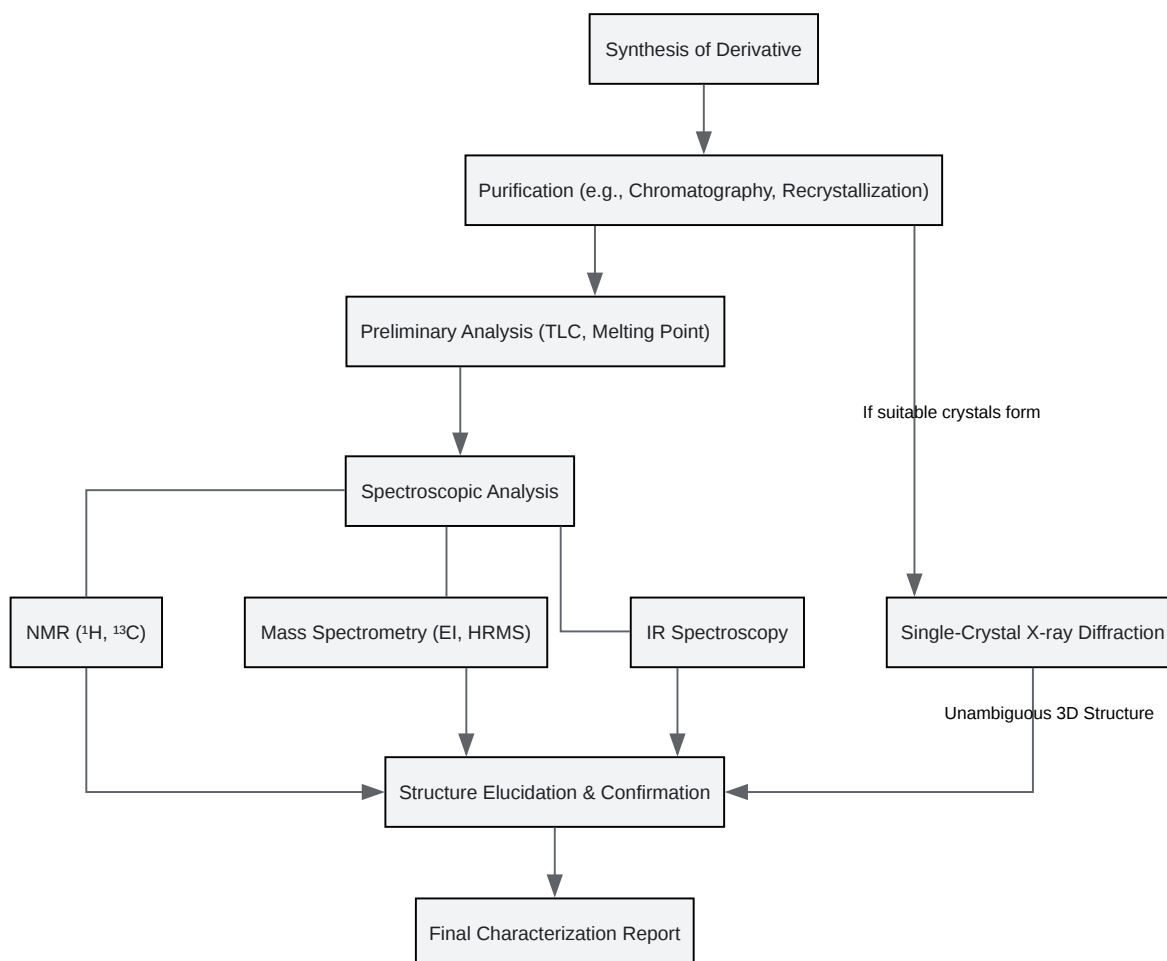 Synthesis of Derivative
Purification (e.g., Chromatography, Recrystallization)
Preliminary Analysis (TLC, Melting Point)
If suitable crystals form
Spectroscopic Analysis
NMR (¹H, ¹³C)
Mass Spectrometry (EI, HRMS)
IR Spectroscopy
Single-Crystal X-ray Diffraction
Unambiguous 3D Structure
Structure Elucidation & Confirmation
Final Characterization Report